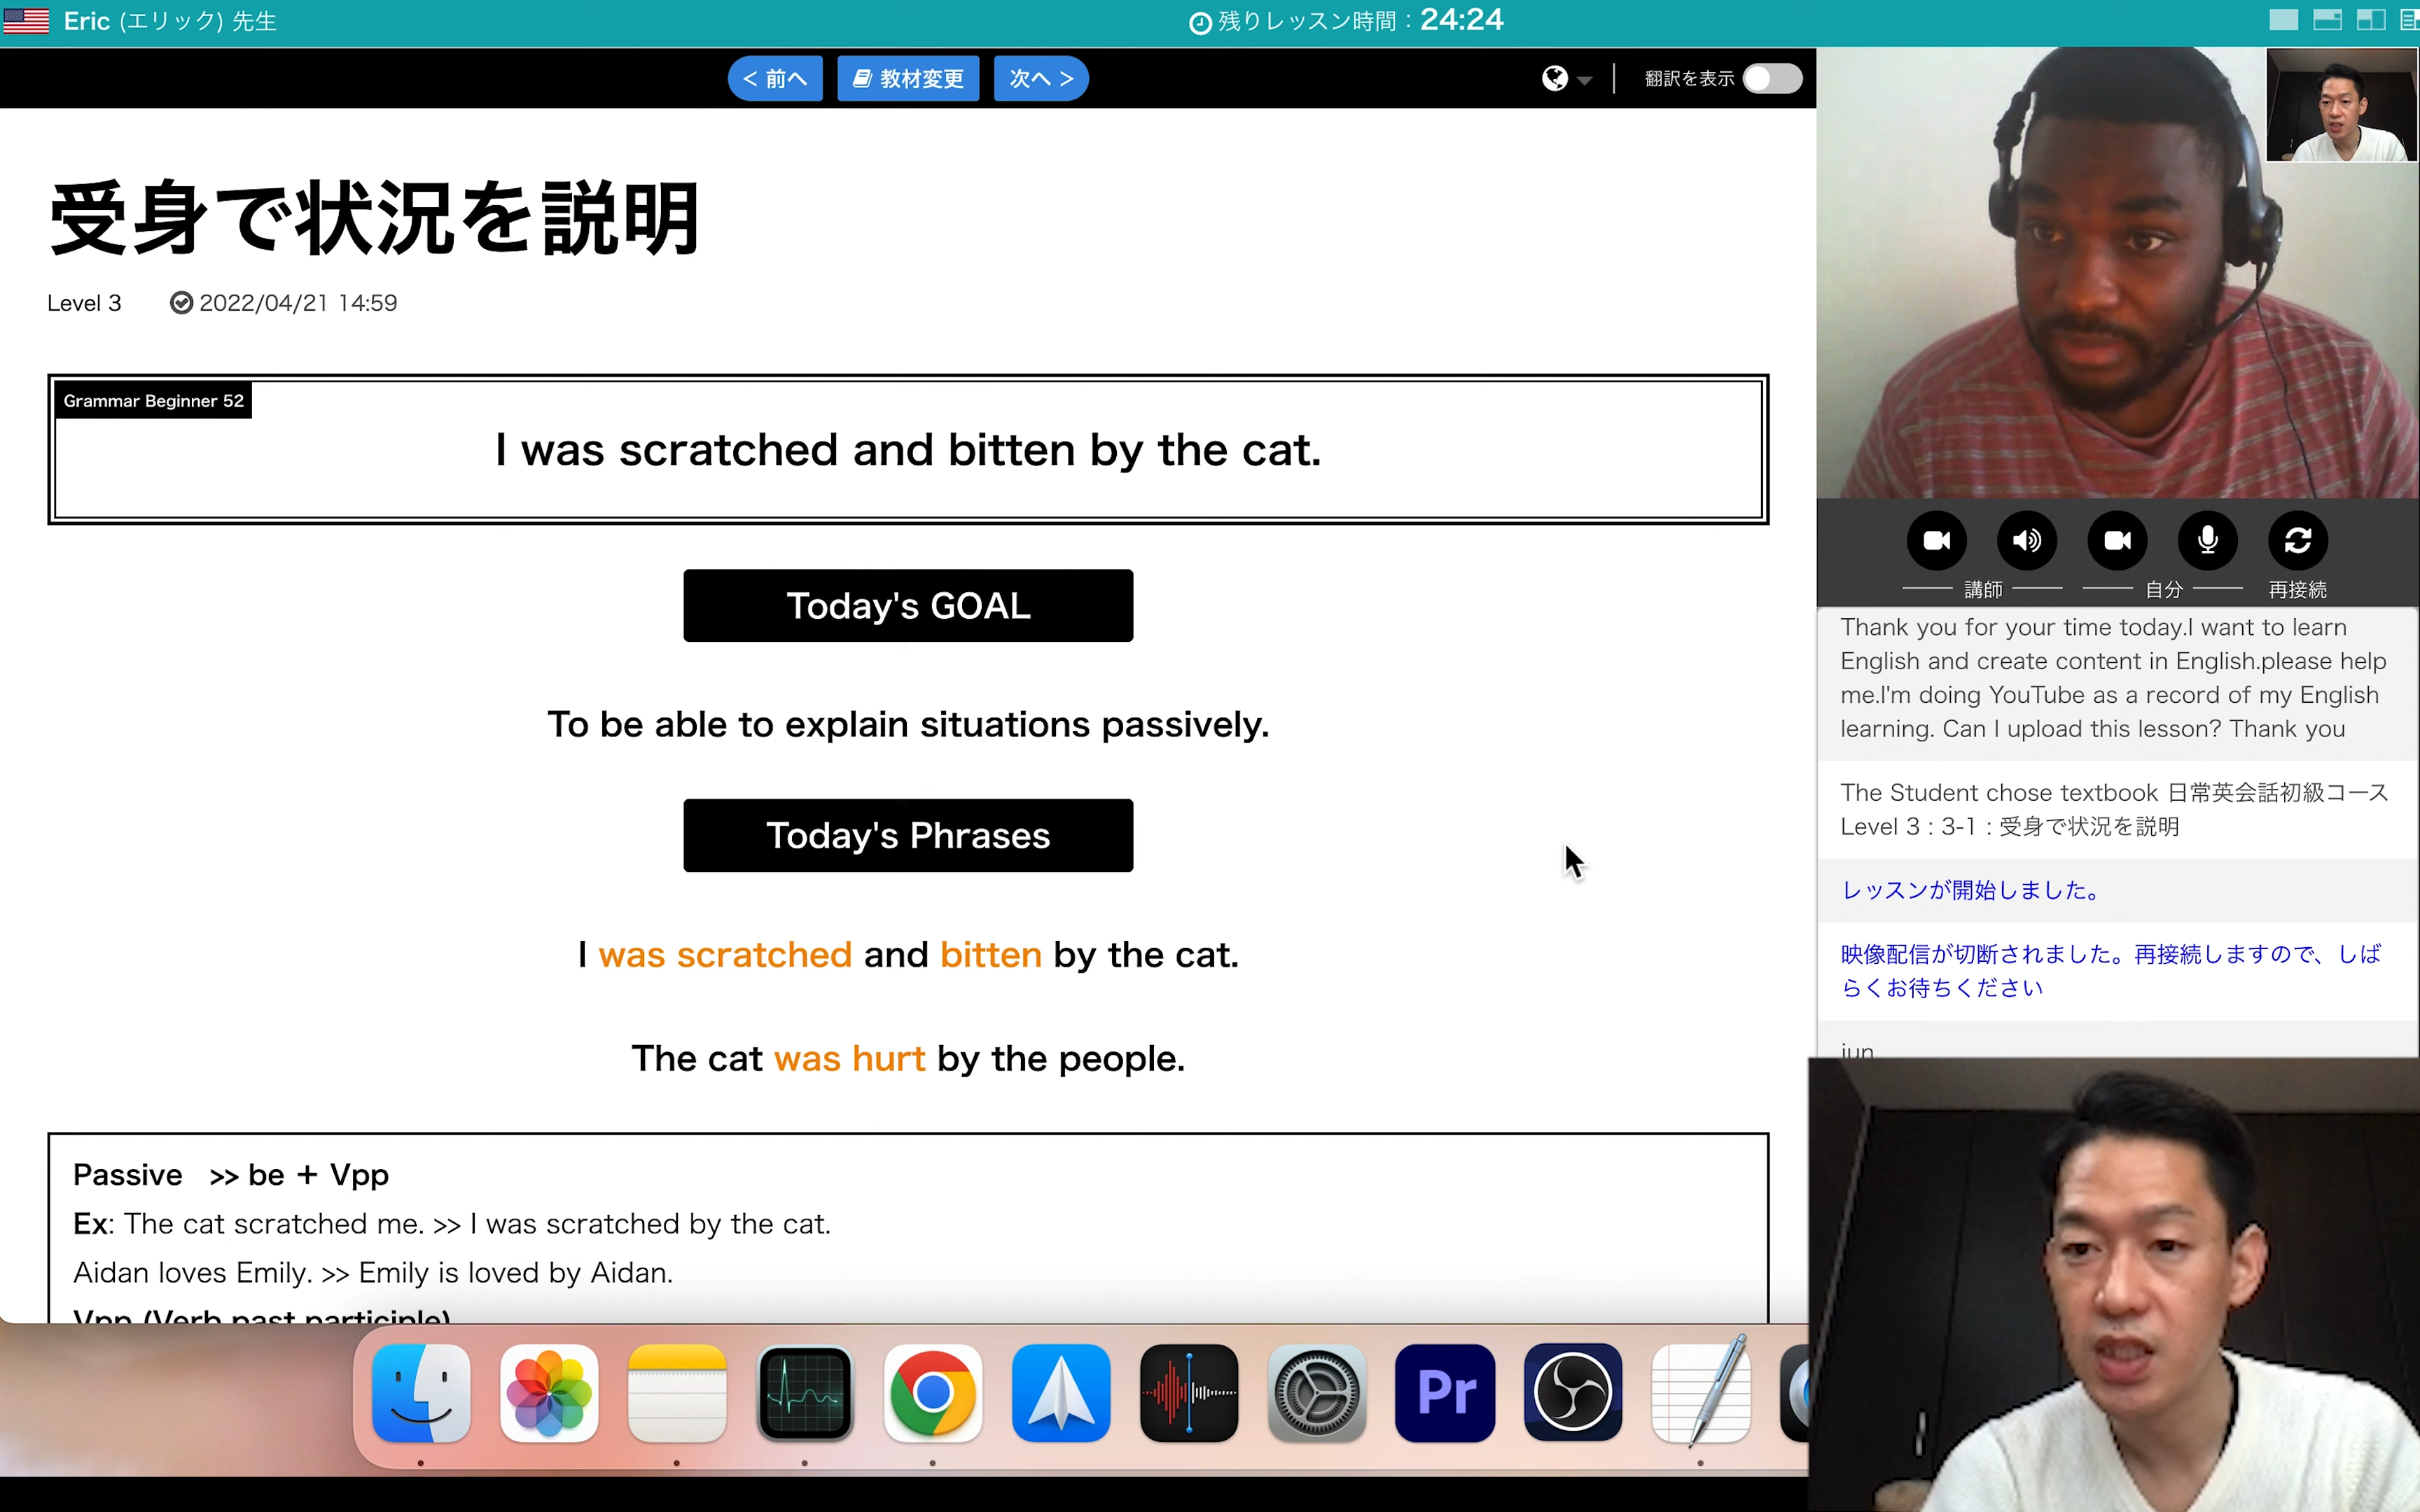 Eric (エリック) 先生
残りレッスン時間：24:24
< 前へ
教材変更
次へ >
翻訳を表示
受身で状況を説明
Level 3
2022/04/21 14:59
Grammar Beginner 52
I was scratched and bitten by the cat.
Today's GOAL
To be able to explain situations passively.
Today's Phrases
I was scratched and bitten by the cat.
The cat was hurt by the people.
Passive >> be + Vpp
Ex: The cat scratched me. >> I was scratched by the cat.
Aidan loves Emily. >> Emily is loved by Aidan.
Vpp (Verb past participle)
講師
自分
再接続
Thank you for your time today.I want to learn
English and create content in English.please help
me.I'm doing YouTube as a record of my English
learning. Can I upload this lesson? Thank you
The Student chose textbook 日常英会話初級コース
Level 3 : 3-1 : 受身で状況を説明
レッスンが開始しました。
映像配信が切断されました。再接続しますので、しば
らくお待ちください
jun
Pr